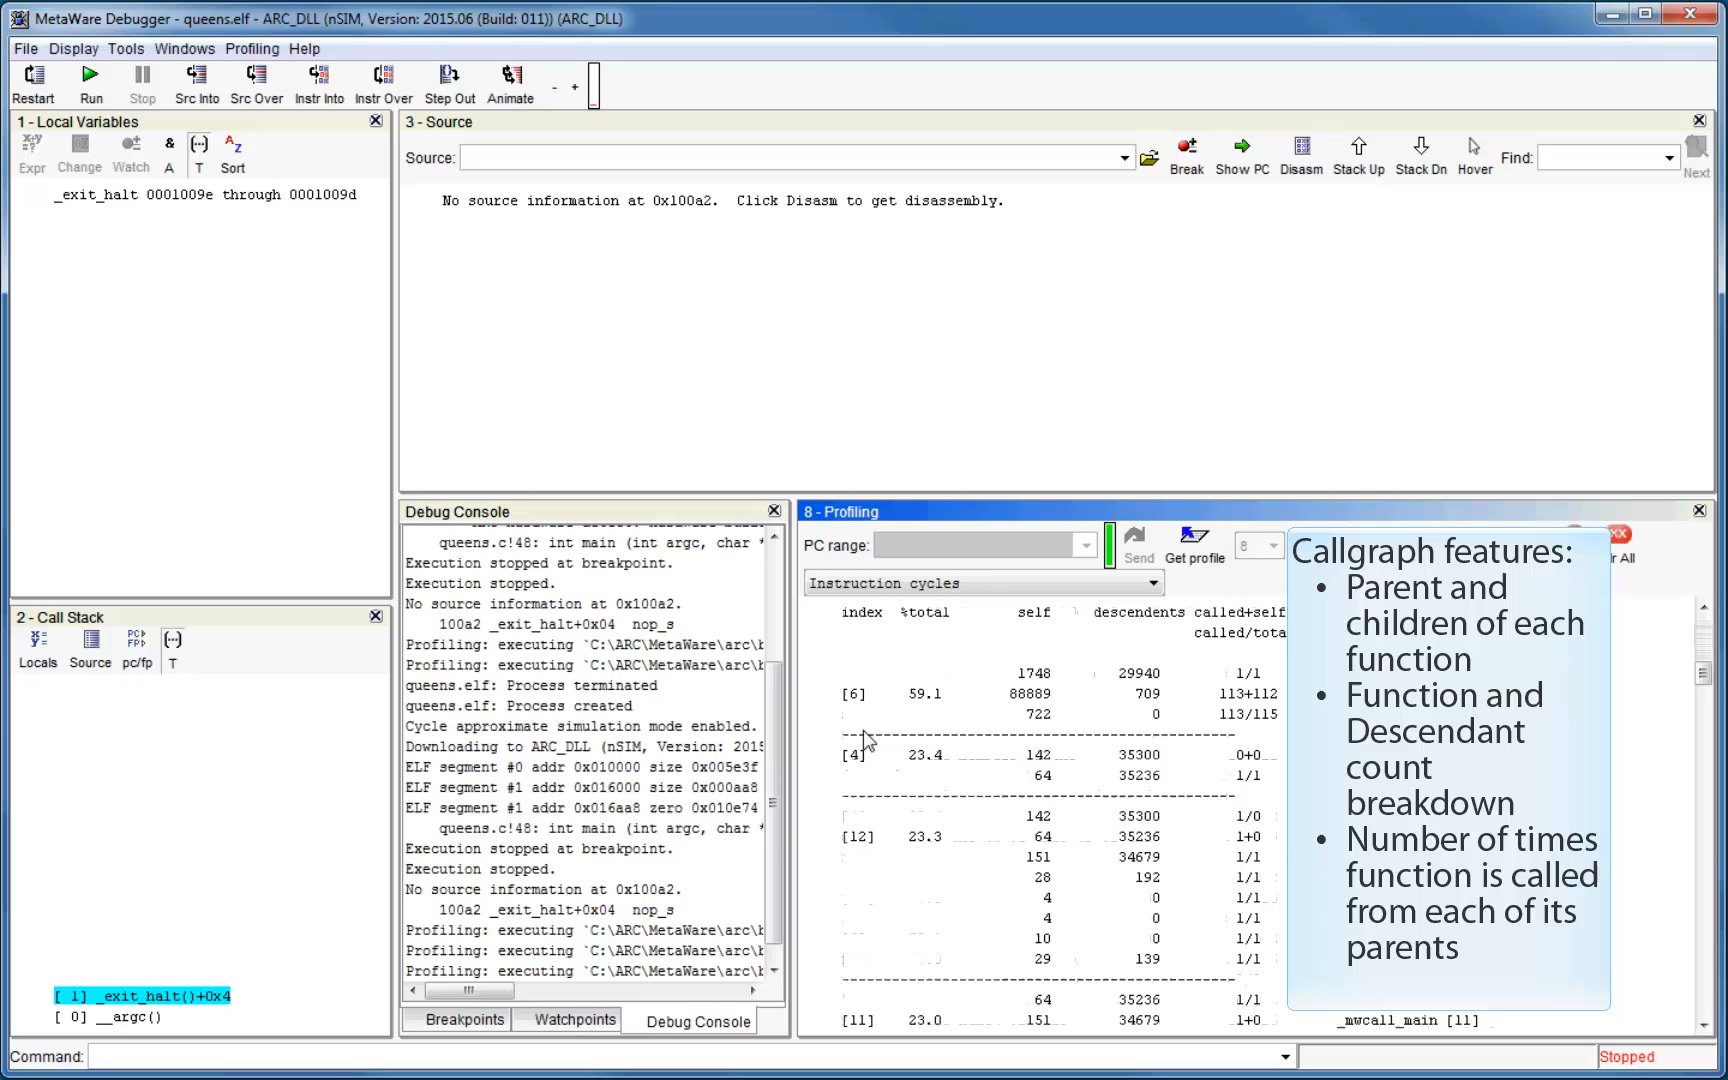 MetaWare Debugger - queens.elf - ARC_DLL (nSIM, Version: 2015.06 (Build: 011)) (ARC_DLL)
File Display Tools Windows Profiling Help
Restart Run Stop Src Into Src Over Instr Into Instr Over Step Out Animate - +
1 - Local Variables
Expr Change Watch A T Sort
_exit_halt 0001009e through 0001009d
3 - Source
Source: Break Show PC Disasm Stack Up Stack Dn Hover Find: Next
No source information at 0x100a2.  Click Disasm to get disassembly.
2 - Call Stack
Locals Source pc/fp T
[ 1] _exit_halt()+0x4
[ 0] __argc()
Debug Console
queens.c!48: int main (int argc, char *
Execution stopped at breakpoint.
Execution stopped.
No source information at 0x100a2.
100a2 _exit_halt+0x04  nop_s
Profiling: executing `C:\ARC\MetaWare\arc\b
Profiling: executing `C:\ARC\MetaWare\arc\b
queens.elf: Process terminated
queens.elf: Process created
Cycle approximate simulation mode enabled.
Downloading to ARC_DLL (nSIM, Version: 2015
ELF segment #0 addr 0x010000 size 0x005e3f
ELF segment #1 addr 0x016000 size 0x000aa8
ELF segment #1 addr 0x016aa8 zero 0x010e74
queens.c!48: int main (int argc, char *
Execution stopped at breakpoint.
Execution stopped.
No source information at 0x100a2.
100a2 _exit_halt+0x04  nop_s
Profiling: executing `C:\ARC\MetaWare\arc\b
Profiling: executing `C:\ARC\MetaWare\arc\b
Profiling: executing `C:\ARC\MetaWare\arc\b
Breakpoints Watchpoints Debug Console
8 - Profiling
PC range: Send Get profile 8 r All
Instruction cycles
index %total self descendents called+self
called/tota
1748 29940 1/1
[6] 59.1 88889 709 113+112
722 0 113/115
[4] 23.4 142 35300 0+0
64 35236 1/1
142 35300 1/0
[12] 23.3 64 35236 1+0
151 34679 1/1
28 192 1/1
4 0 1/1
4 0 1/1
10 0 1/1
29 139 1/1
64 35236 1/1
[11] 23.0 151 34679 1+0 _mwcall_main [11]
Callgraph features:
• Parent and
children of each
function
• Function and
Descendant
count
breakdown
• Number of times
function is called
from each of its
parents
Command: Stopped